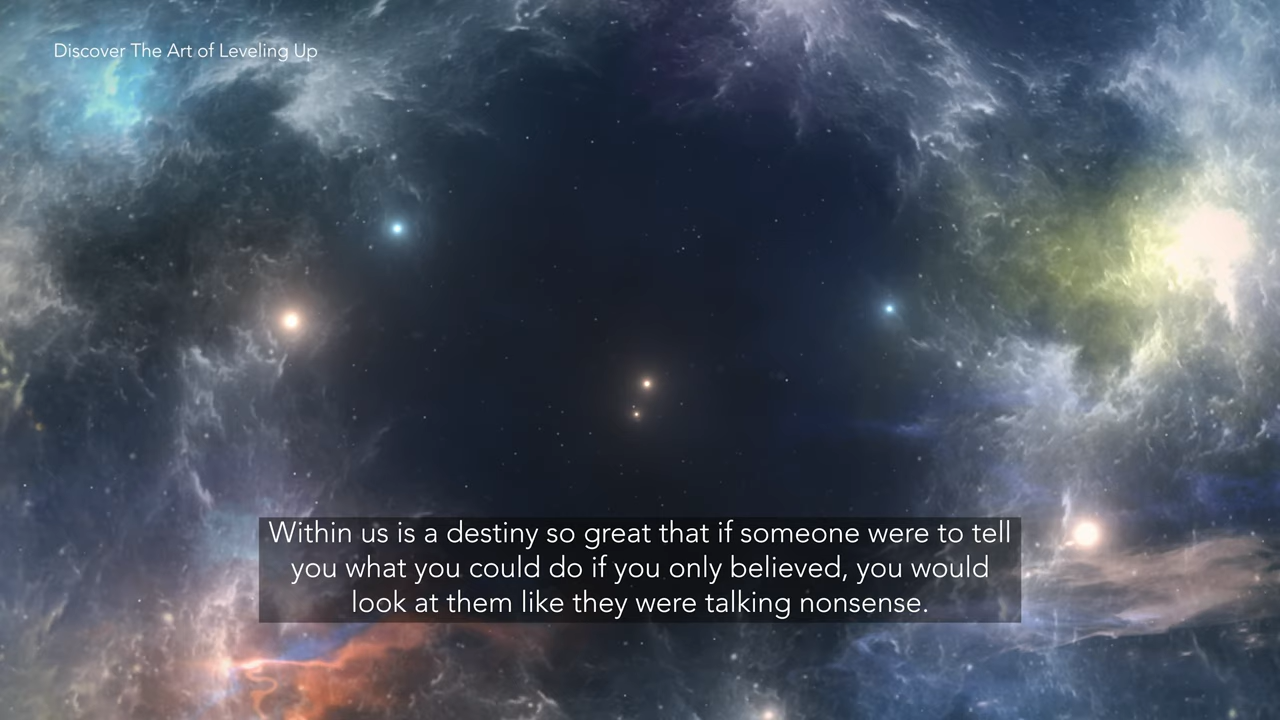 Discover The Art of Leveling Up
Within us is a destiny so great that if someone were to tell
you what you could do if you only believed, you would
look at them like they were talking nonsense.